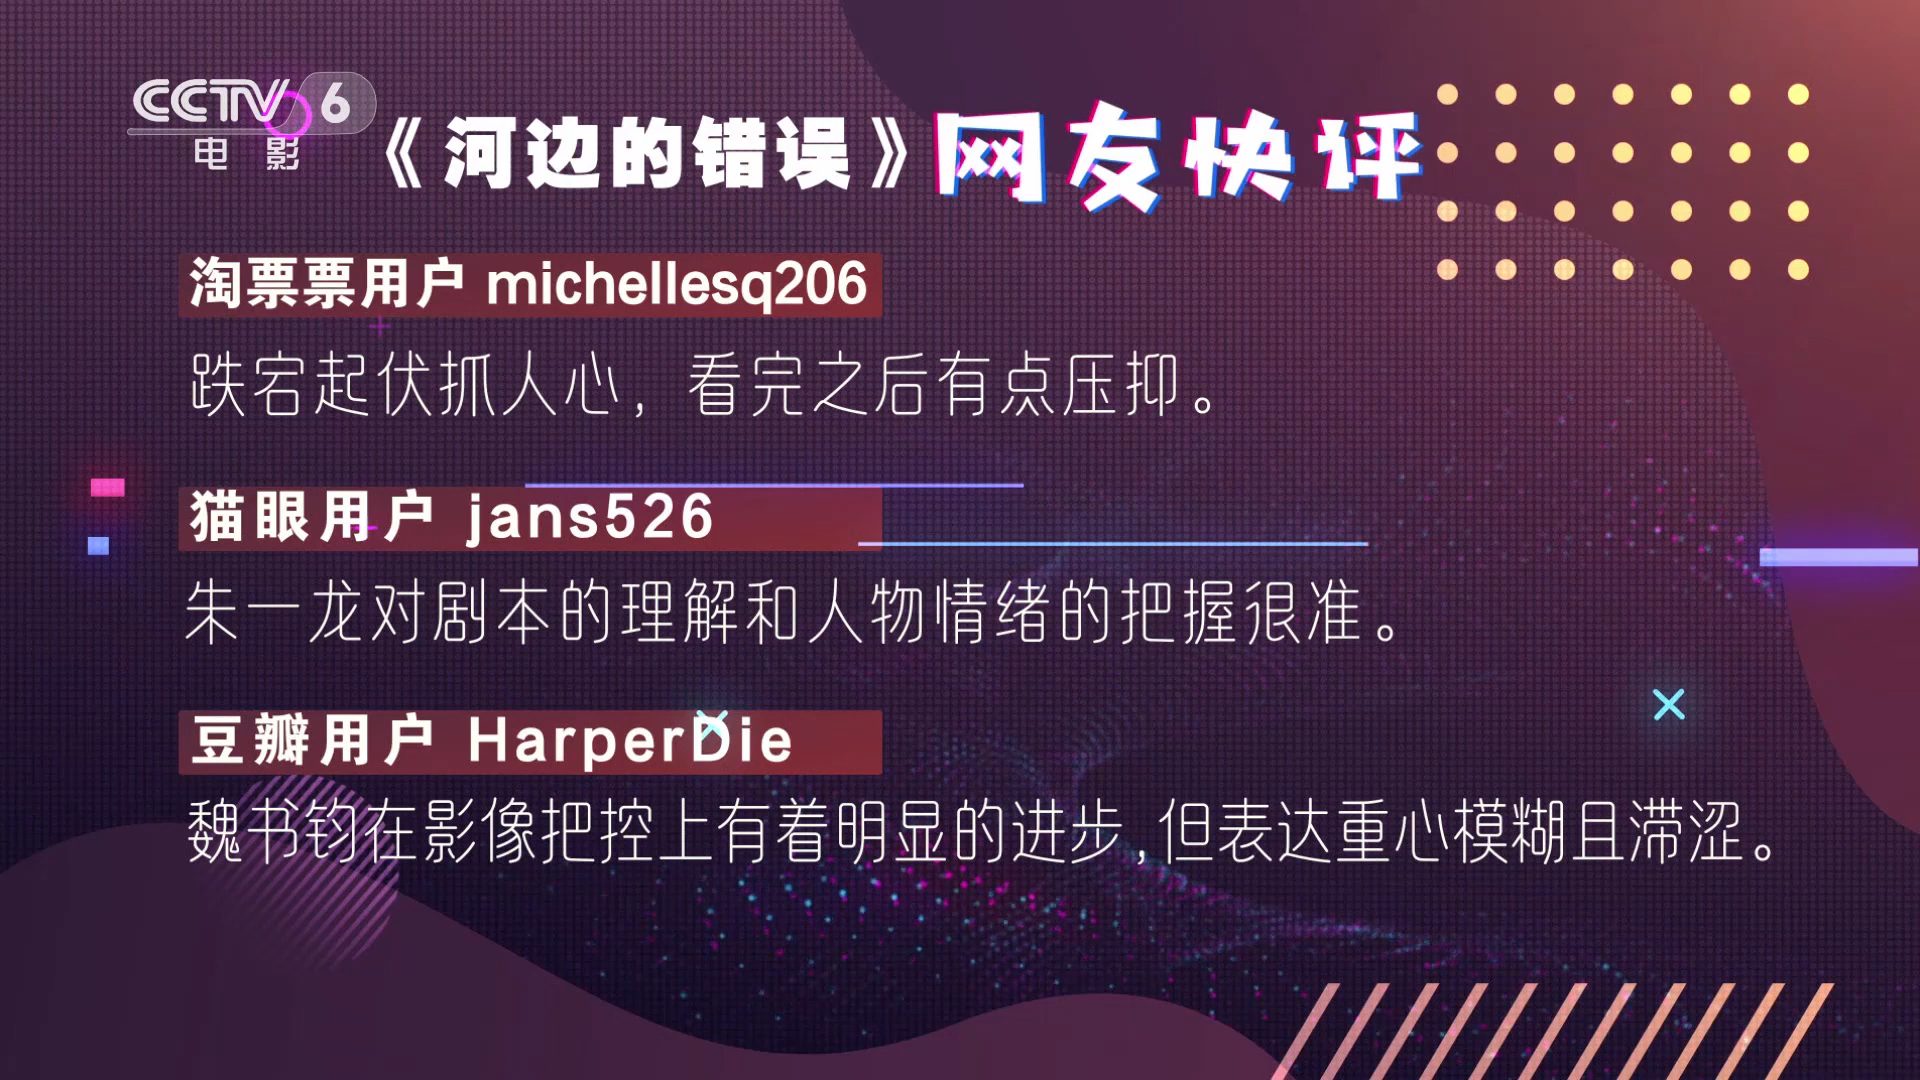 CCTV 6
电影
《河边的错误》网友快评
淘票票用户 michellesq206
跌宕起伏抓人心，看完之后有点压抑。
猫眼用户 jans526
朱一龙对剧本的理解和人物情绪的把握很准。
豆瓣用户 HarperDie
魏书钧在影像把控上有着明显的进步,但表达重心模糊且滞涩。